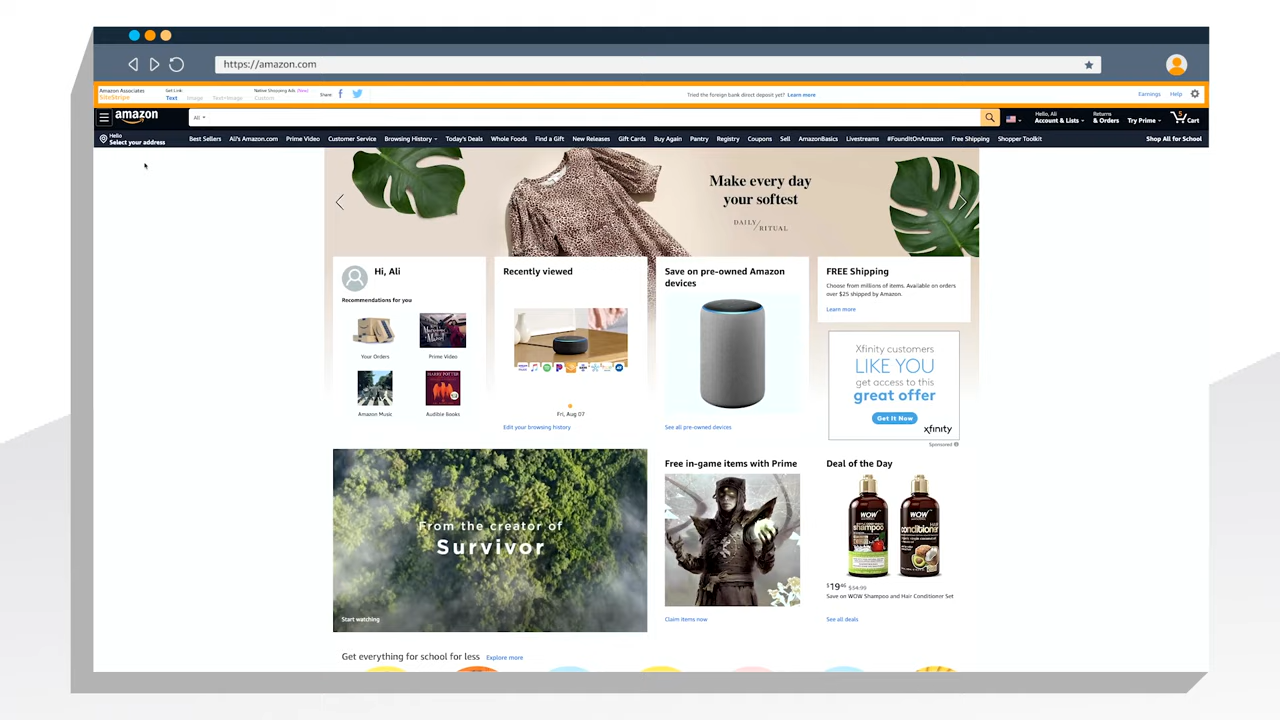 https://amazon.com
Amazon Associates
SiteStripe
Get Link:
Text Image Text+Image
Native Shopping Ads (New)
Custom
Share
Tried the foreign bank direct deposit yet? Learn more
Earnings Help
amazon
All
Hello, Ali
Account & Lists
Returns
& Orders
Try Prime
Cart
Hello
Select your address
Best Sellers Ali's Amazon.com Prime Video Customer Service Browsing History Today's Deals Whole Foods Find a Gift New Releases Gift Cards Buy Again Pantry Registry Coupons Sell AmazonBasics Livestreams #FoundItOnAmazon Free Shipping Shopper Toolkit
Shop All for School
Make every day
your softest
DAILY/RITUAL
Hi, Ali
Recommendations for you
Your Orders
Prime Video
Amazon Music
HARRY POTTER
Audible Books
Recently viewed
Fri, Aug 07
Edit your browsing history
Save on pre-owned Amazon
devices
See all pre-owned devices
FREE Shipping
Choose from millions of items. Available on orders
over $25 shipped by Amazon.
Learn more
Xfinity customers
LIKE YOU
get access to this
great offer
Get It Now
xfinity
Sponsored
From the creator of
Survivor
Start watching
Free in-game items with Prime
Claim items now
Deal of the Day
WOW
shampoo
WOW
conditioner
See all deals
Save on WOW Shampoo and Hair Conditioner Set
Get everything for school for less Explore more